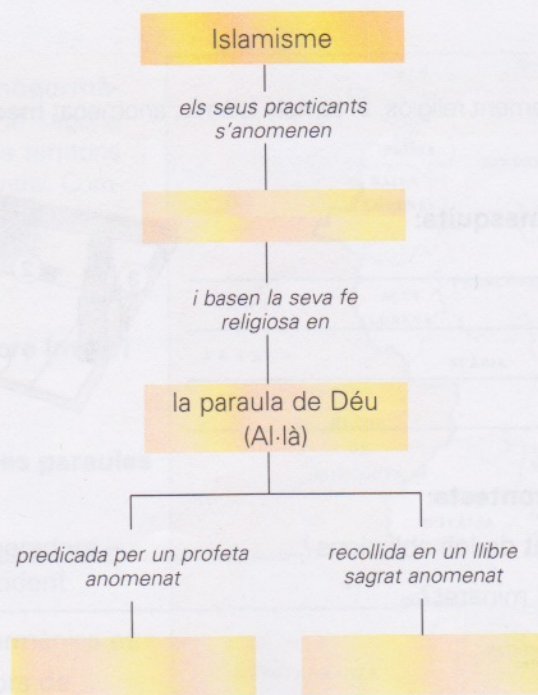 Islamisme
els seus practicants
s'anomenen
i basen la seva fe
religiosa en
la paraula de Déu
(Al·là)
predicada per un profeta
anomenat
recollida en un llibre
sagrat anomenat